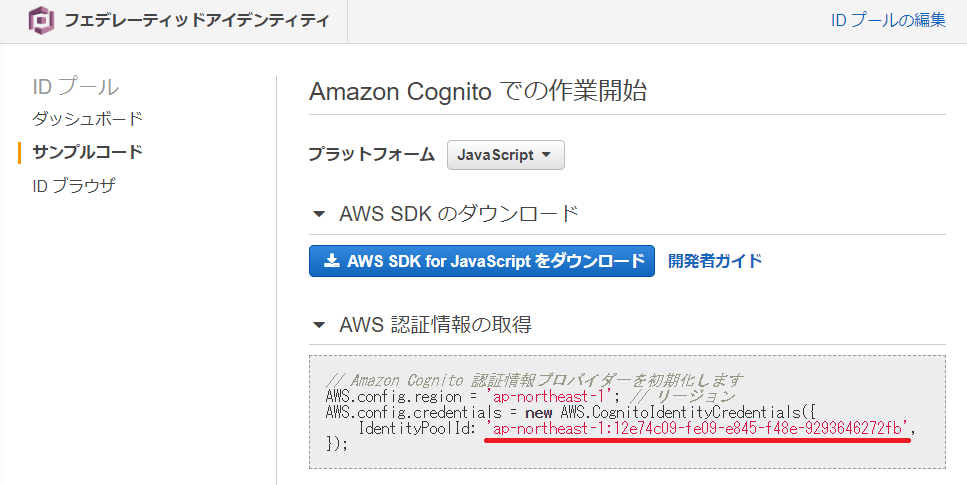 フェデレーティッドアイデンティティ
ID プールの編集
ID プール
ダッシュボード
サンプルコード
ID ブラウザ
Amazon Cognito での作業開始
プラットフォーム JavaScript
AWS SDK のダウンロード
AWS SDK for JavaScript をダウンロード 開発者ガイド
AWS 認証情報の取得
// Amazon Cognito 認証情報プロバイダーを初期化します
AWS.config.region = 'ap-northeast-1'; // リージョン
AWS.config.credentials = new AWS.CognitoIdentityCredentials({
IdentityPoolId: 'ap-northeast-1:12e74c09-fe09-e845-f48e-9293646272fb',
});